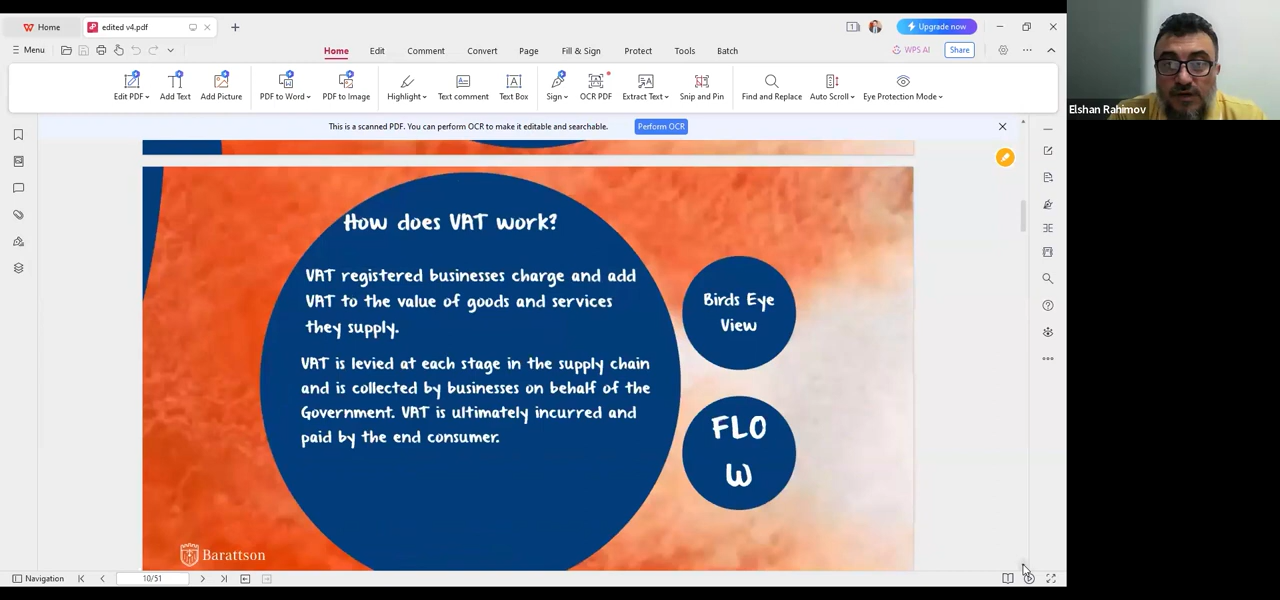 Home
edited v4.pdf
Upgrade now
Menu
Home
Edit
Comment
Convert
Page
Fill & Sign
Protect
Tools
Batch
WPS AI
Share
Edit PDF
Add Text
Add Picture
PDF to Word
PDF to Image
Highlight
Text comment
Text Box
Sign
OCR PDF
Extract Text
Snip and Pin
Find and Replace
Auto Scroll
Eye Protection Mode
This is a scanned PDF. You can perform OCR to make it editable and searchable.
Perform OCR
Elshan Rahimov
How does VAT work?
VAT registered businesses charge and add
VAT to the value of goods and services
they supply.
VAT is levied at each stage in the supply chain
and is collected by businesses on behalf of the
Government. VAT is ultimately incurred and
paid by the end consumer.
Birds Eye
View
FLO
W
Barattson
Navigation
10/51